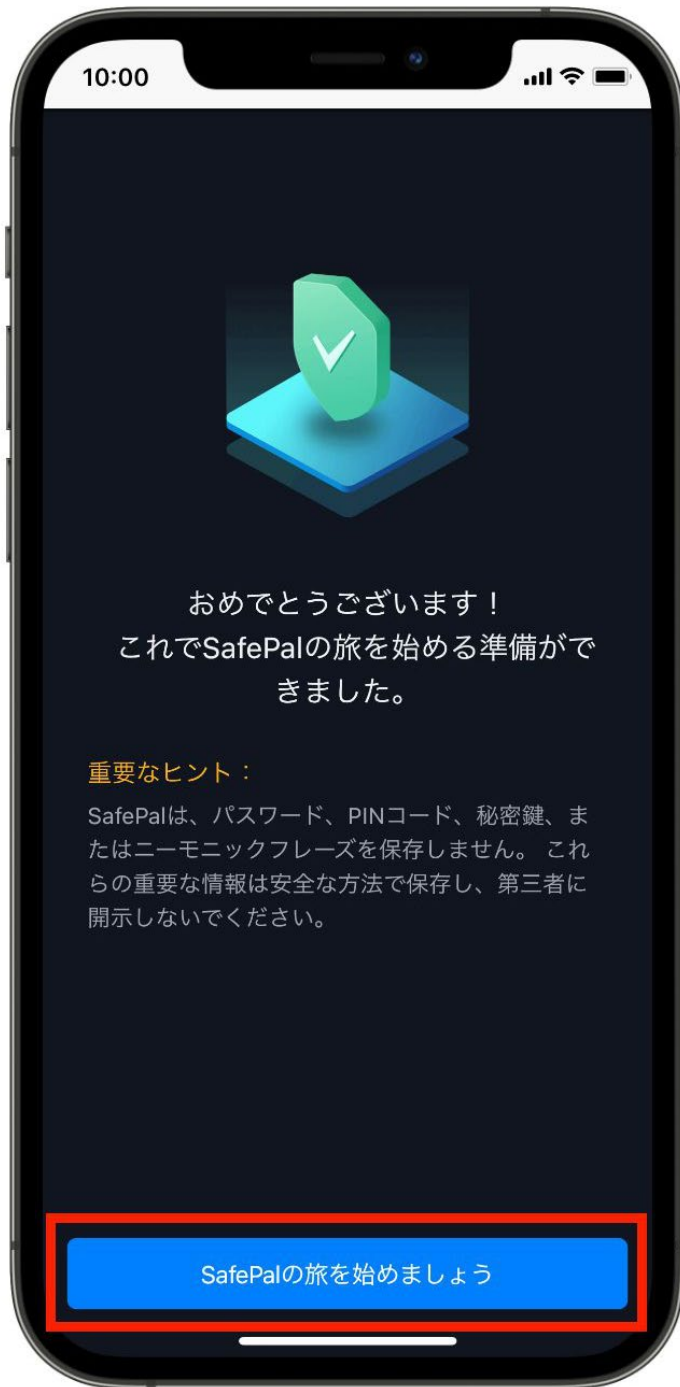 10:00
おめでとうございます！
これでSafePalの旅を始める準備がで
きました。
重要なヒント：
SafePalは、パスワード、PINコード、秘密鍵、ま
たはニーモニックフレーズを保存しません。 これ
らの重要な情報は安全な方法で保存し、第三者に
開示しないでください。
SafePalの旅を始めましょう